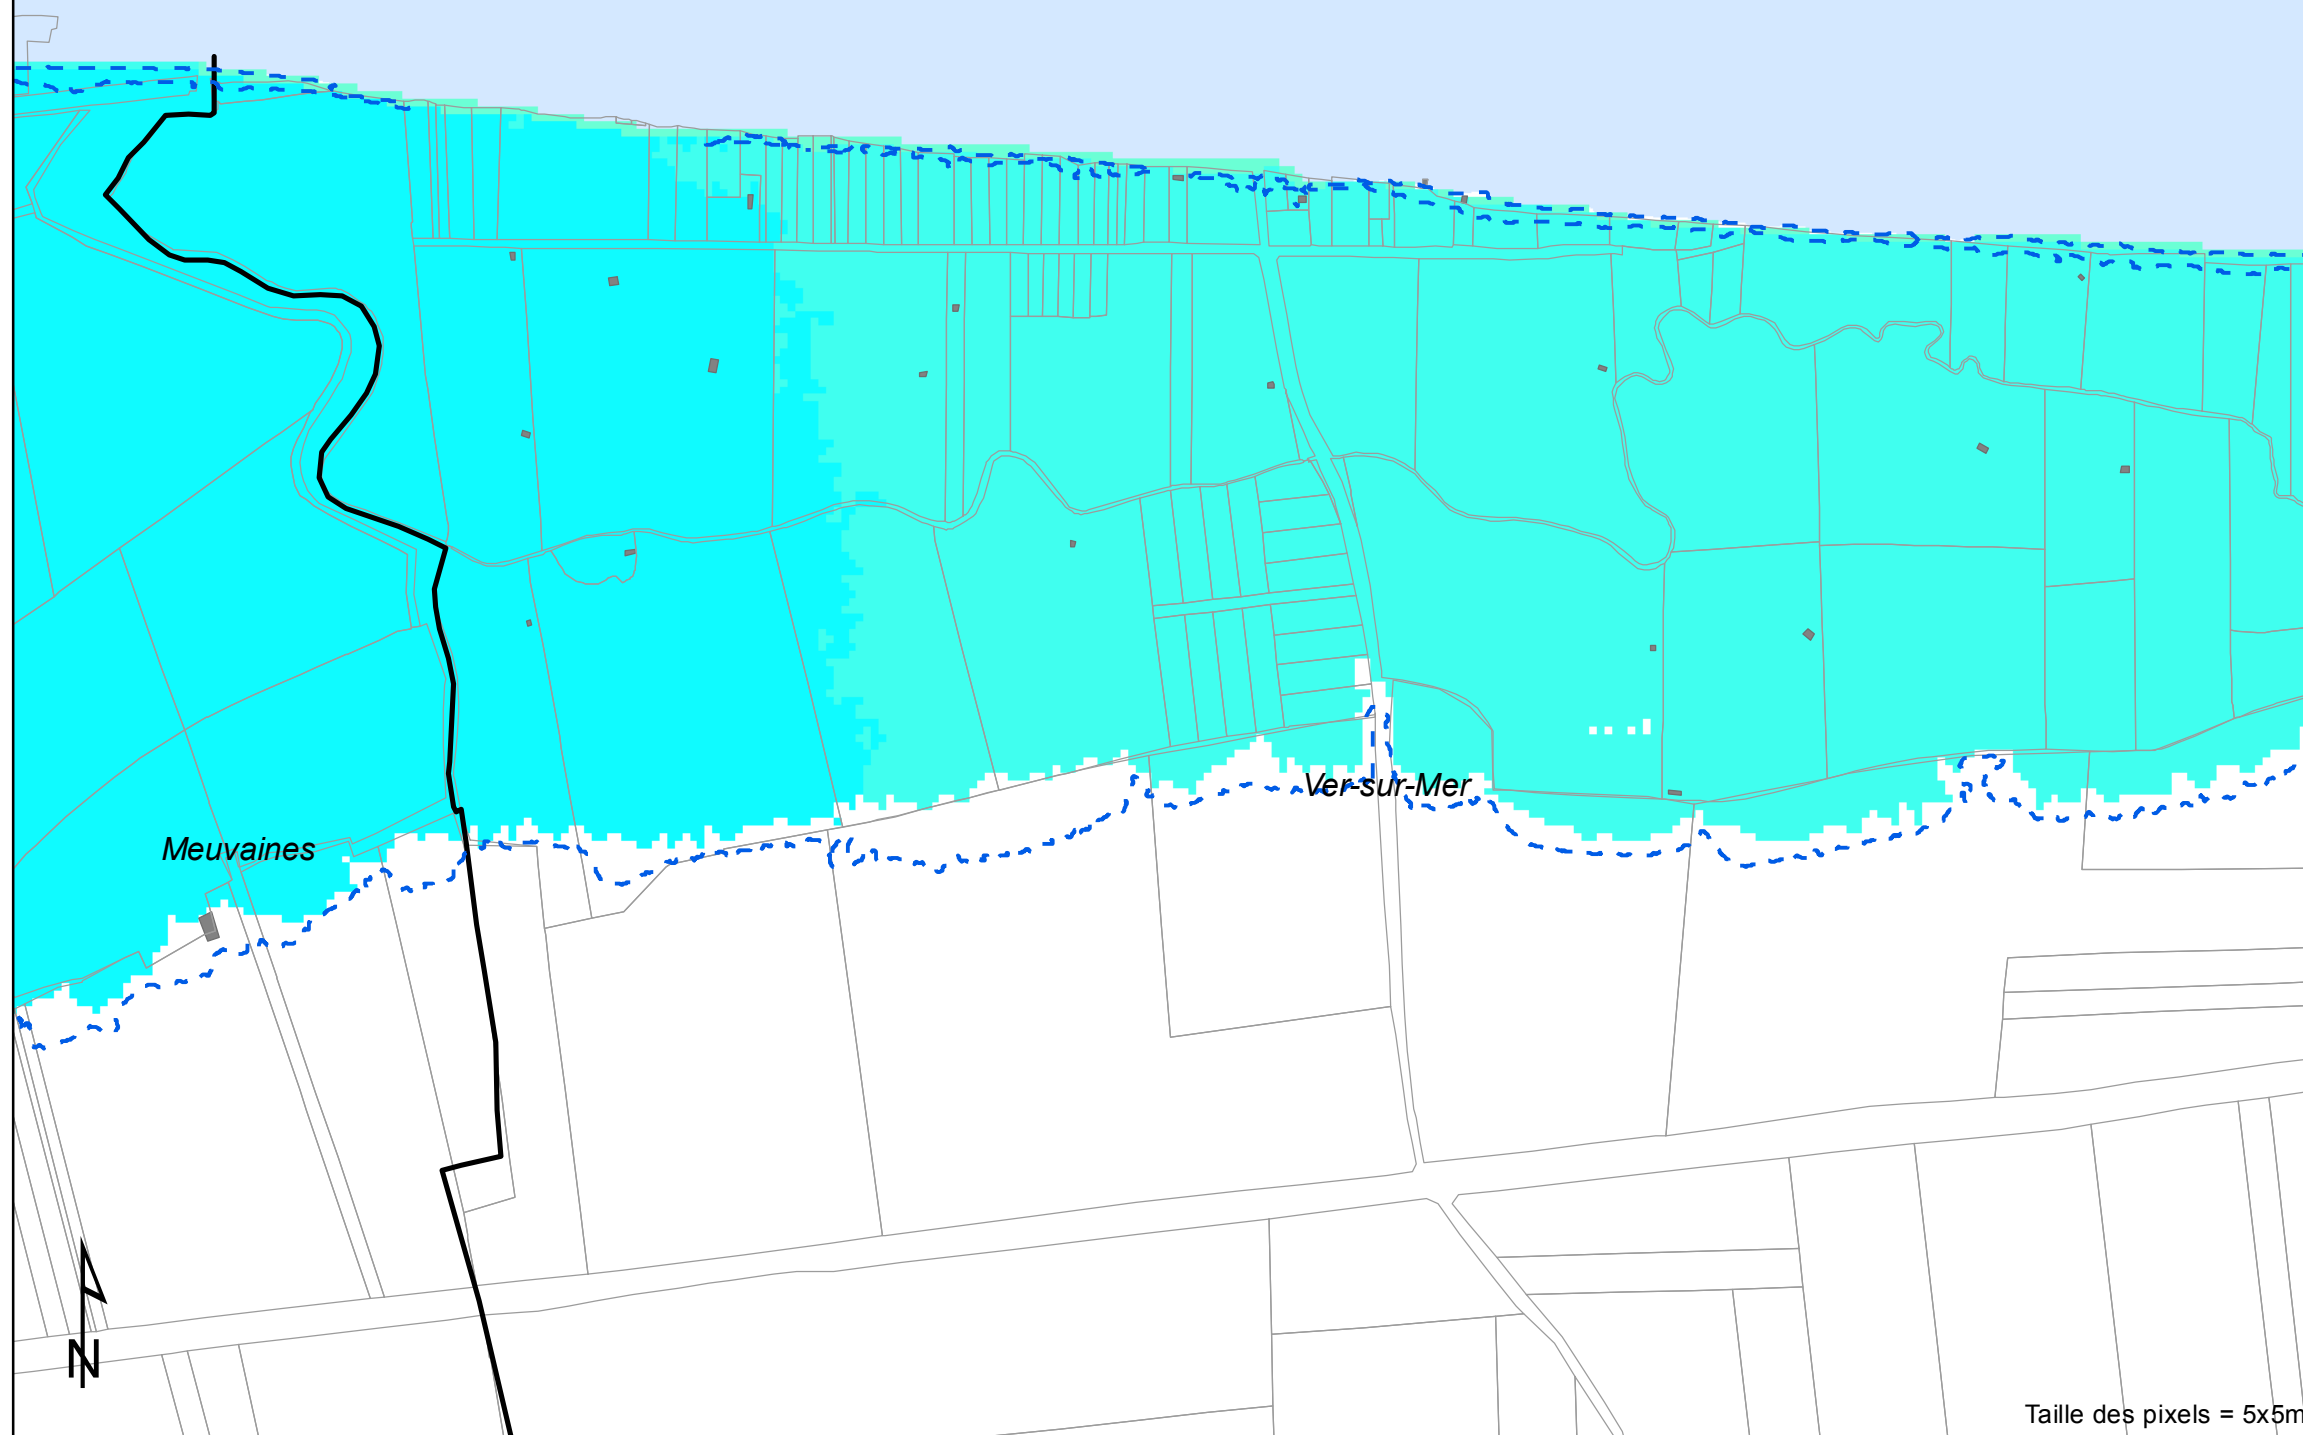 Ver-sur-Mer
Meuvaines
N
Taille des pixels = 5x5m